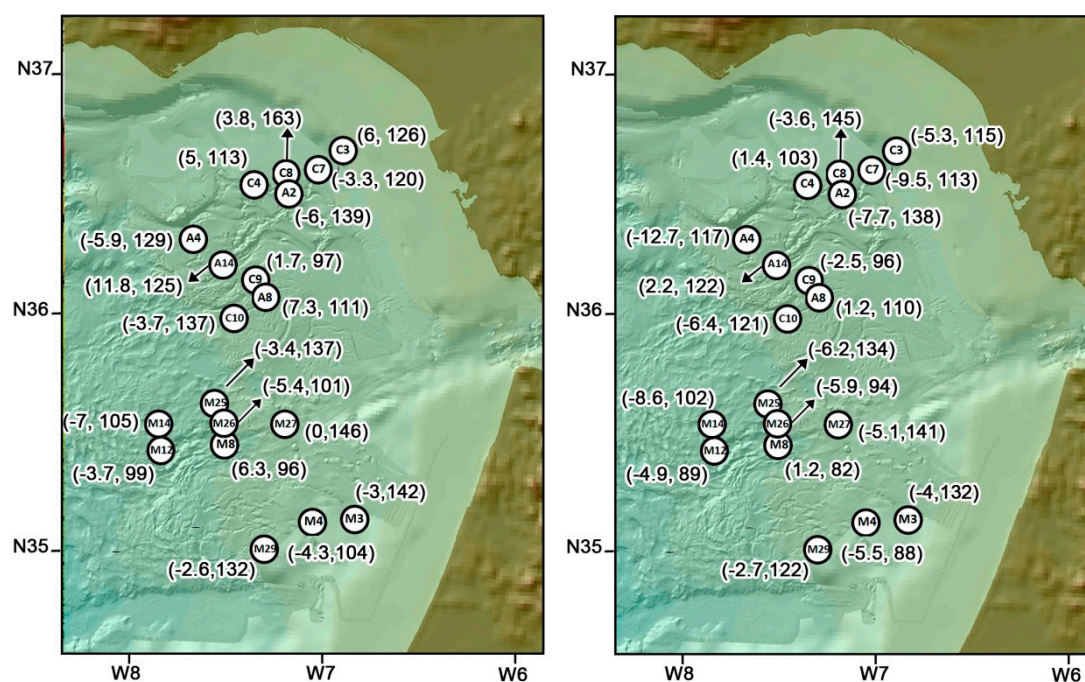 N37
N36
N35
W8
W7
W6
(3.8, 163)
(6, 126)
(5, 113)
C3
C8
C7
C4
A2
(-3.3, 120)
(-6, 139)
(-5.9, 129)
A4
A14
(1.7, 97)
C9
(11.8, 125)
A8
(7.3, 111)
(-3.7, 137)
C10
(-3.4,137)
(-5.4,101)
M25
(-7, 105)
M14
M26
M27
(0,146)
M12
M8
(-3.7, 99)
(6.3, 96)
(-3,142)
M4
M3
(-4.3,104)
M29
(-2.6,132)
N37
N36
N35
W8
W7
W6
(-3.6, 145)
(-5.3, 115)
(1.4, 103)
C3
C8
C7
C4
A2
(-9.5, 113)
(-7.7, 138)
(-12.7, 117)
A4
A14
(-2.5, 96)
C9
(2.2, 122)
A8
(1.2, 110)
(-6.4, 121)
C10
(-6.2,134)
(-5.9, 94)
M25
(-8.6, 102)
M14
M26
M27
(-5.1,141)
M12
M8
(-4.9, 89)
(1.2, 82)
(-4,132)
M4
M3
(-5.5, 88)
M29
(-2.7,122)